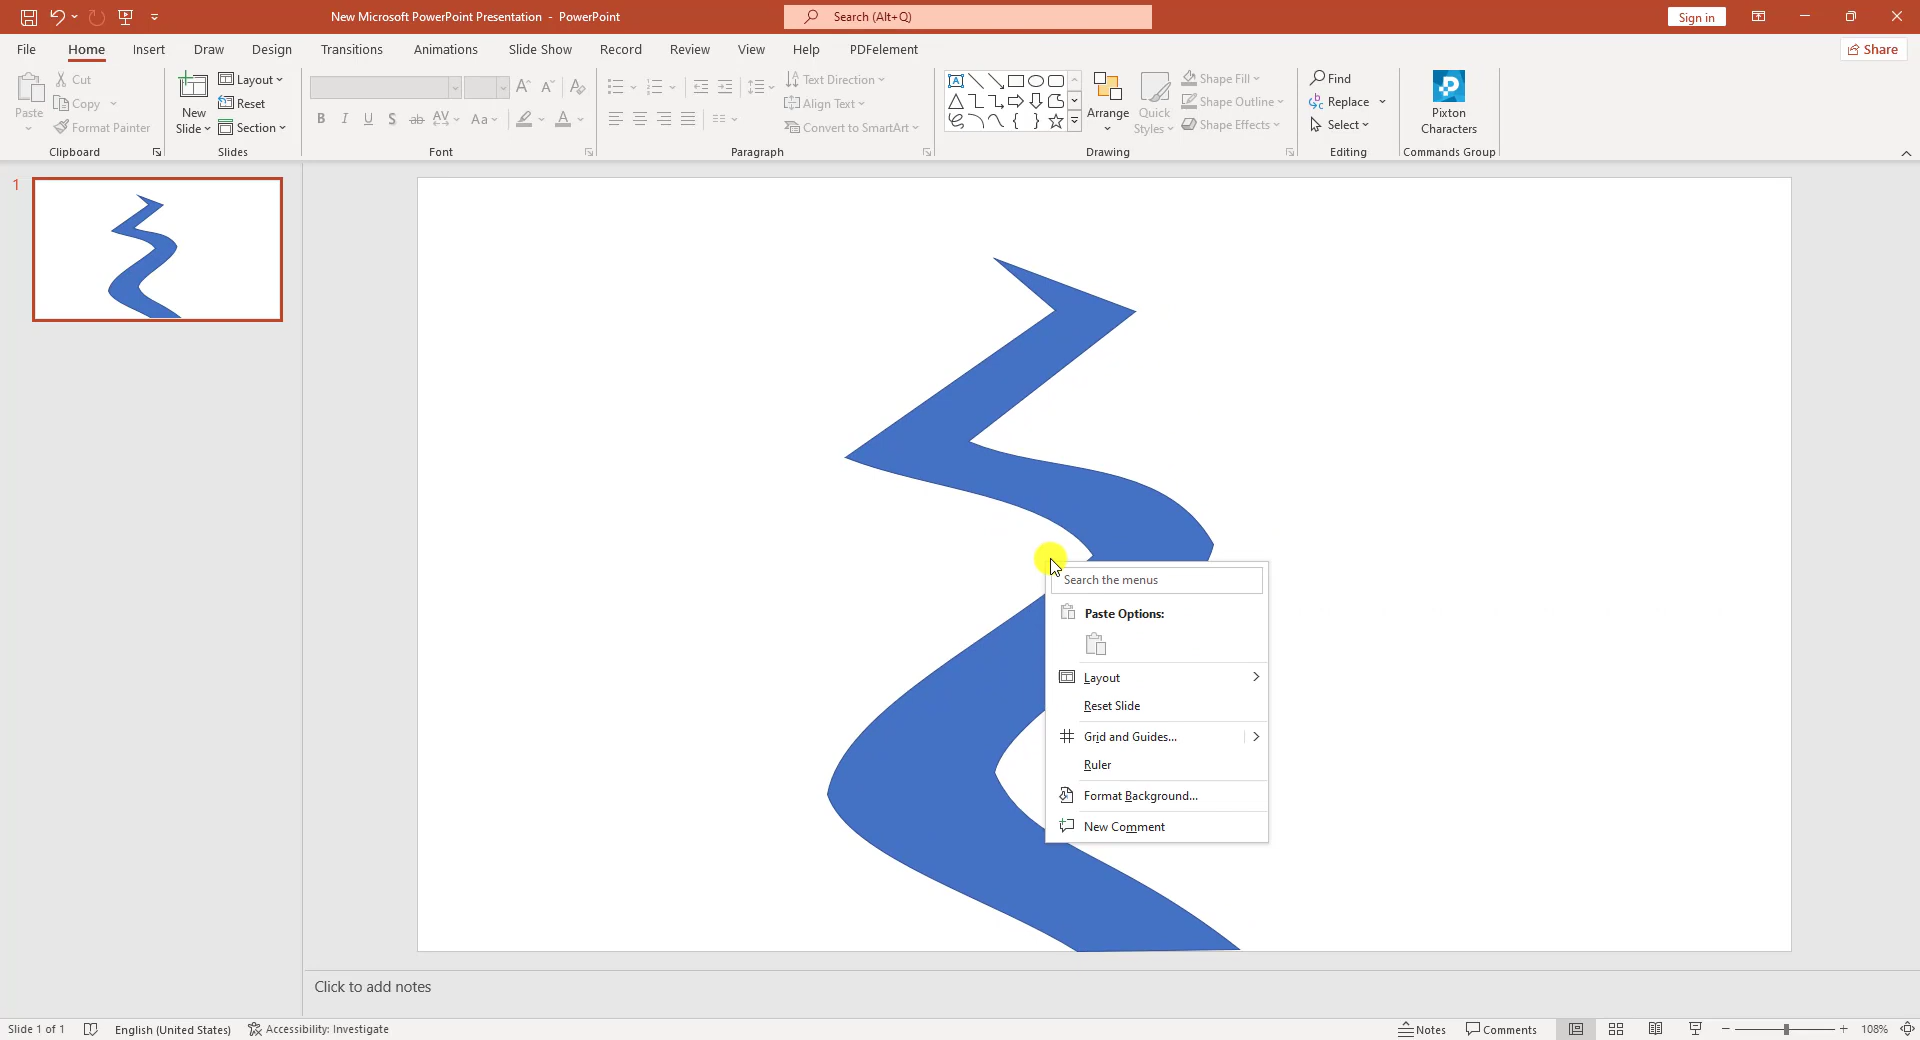 New Microsoft PowerPoint Presentation - PowerPoint
Search (Alt+Q)
Sign in
File Home Insert Draw Design Transitions Animations Slide Show Record Review View Help PDFelement
Share
Paste
Cut
Copy
Format Painter
Clipboard
New
Slide
Layout
Reset
Section
Slides
B I U S ab AV Aa A
Font
Text Direction
Align Text
Convert to SmartArt
Paragraph
Arrange
Quick
Styles
Shape Fill
Shape Outline
Shape Effects
Drawing
Find
Replace
Select
Editing
Pixton
Characters
Commands Group
1
Search the menus
Paste Options:
Layout
Reset Slide
Grid and Guides...
Ruler
Format Background...
New Comment
Click to add notes
Slide 1 of 1
English (United States)
Accessibility: Investigate
Notes
Comments
108%